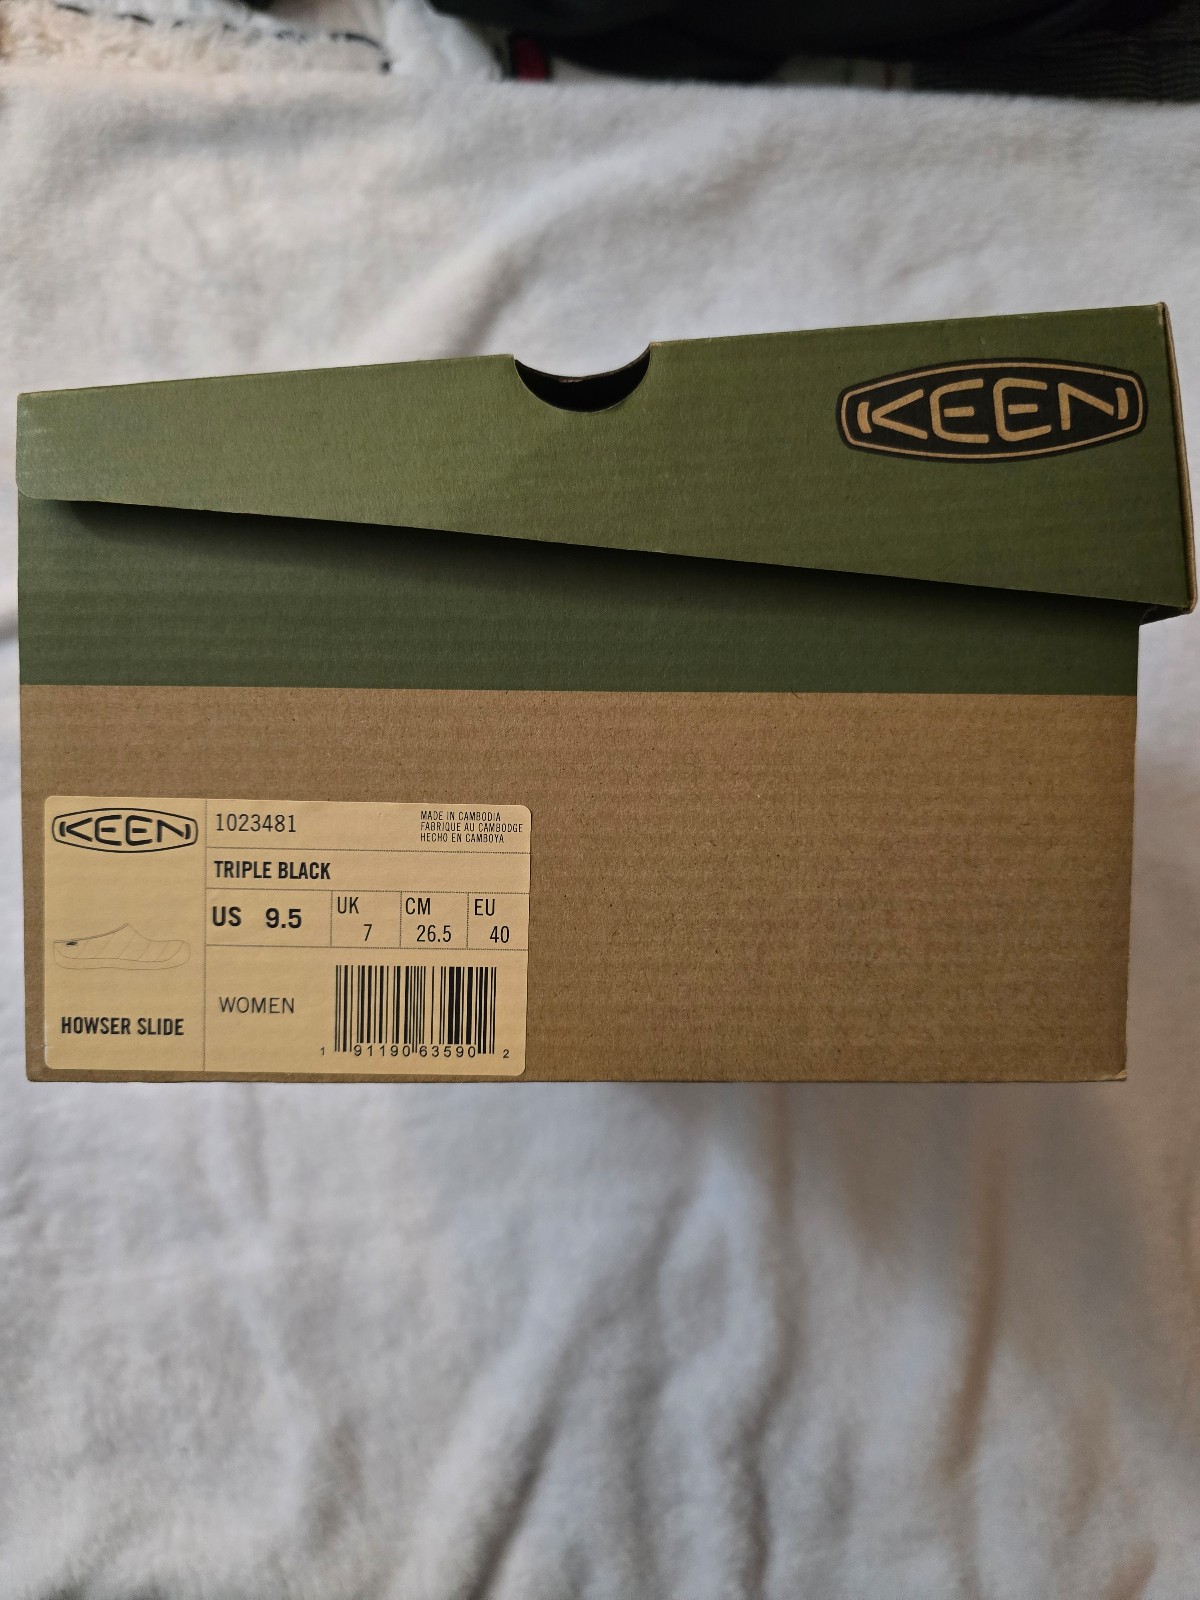 KEEN
KEEN
1023481
MADE IN CAMBODIA
FABRIQUE AU CAMBODGE
HECHO EN CAMBOYA
TRIPLE BLACK
US 9.5
UK
7
CM
26.5
EU
40
WOMEN
HOWSER SLIDE
1 91190 63590 2